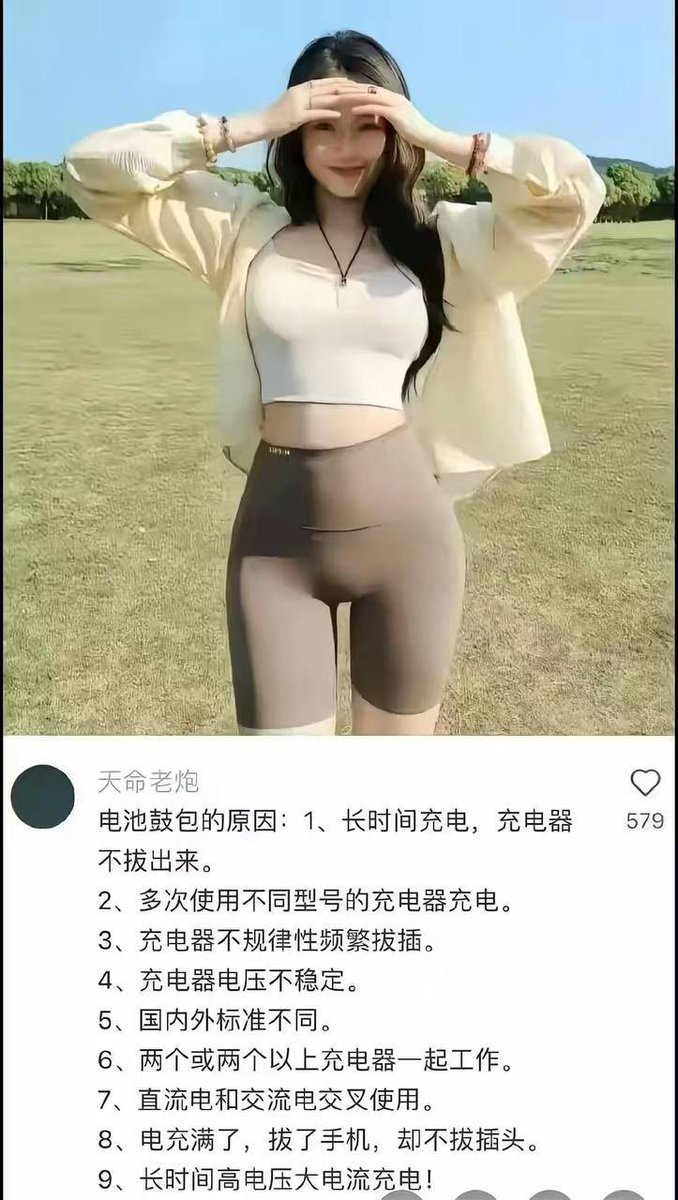 天命老炮
电池鼓包的原因：1、长时间充电，充电器
不拔出来。
579
2、多次使用不同型号的充电器充电。
3、充电器不规律性频繁拔插。
4、充电器电压不稳定。
5、国内外标准不同。
6、两个或两个以上充电器一起工作。
7、直流电和交流电交叉使用。
8、电充满了，拔了手机，却不拔插头。
9、长时间高电压大电流充电！